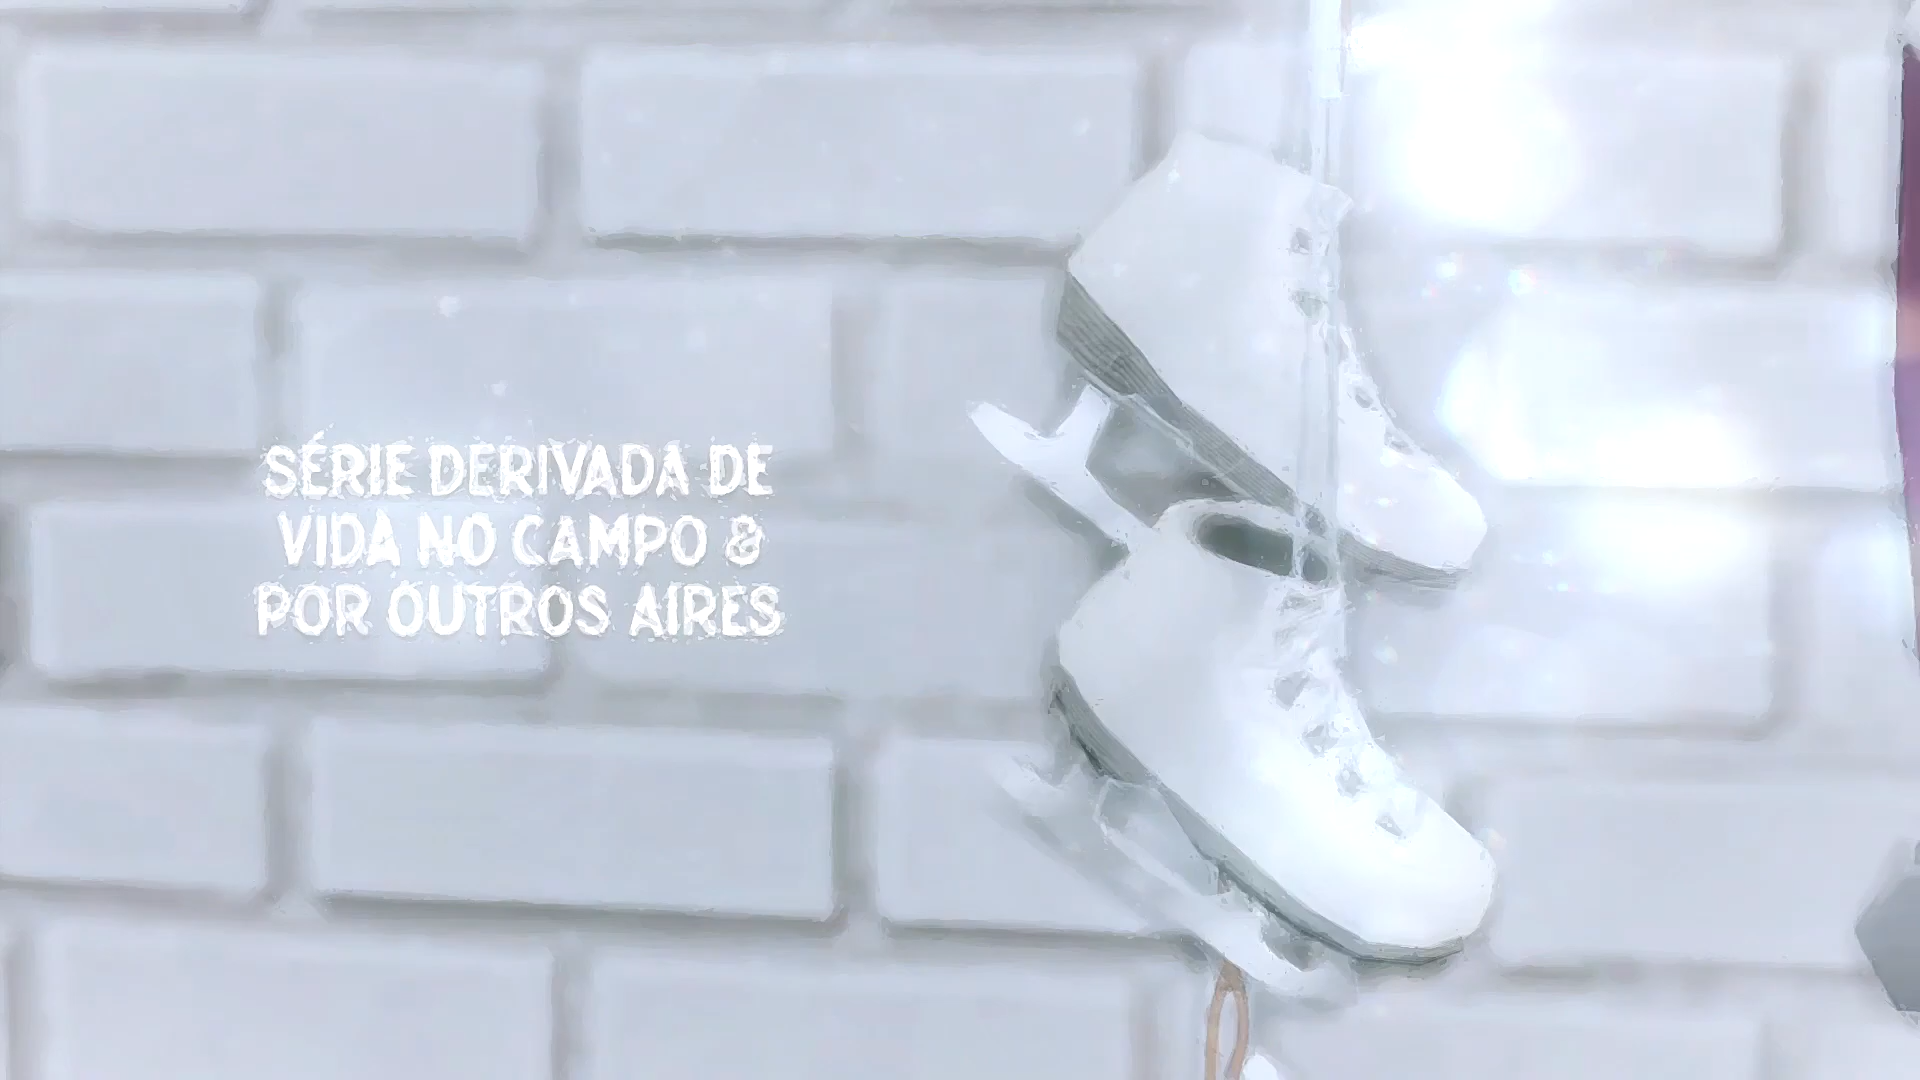 SÉRIE DERIVADA DE
VIDA NO CAMPO &
POR OUTROS AIRES